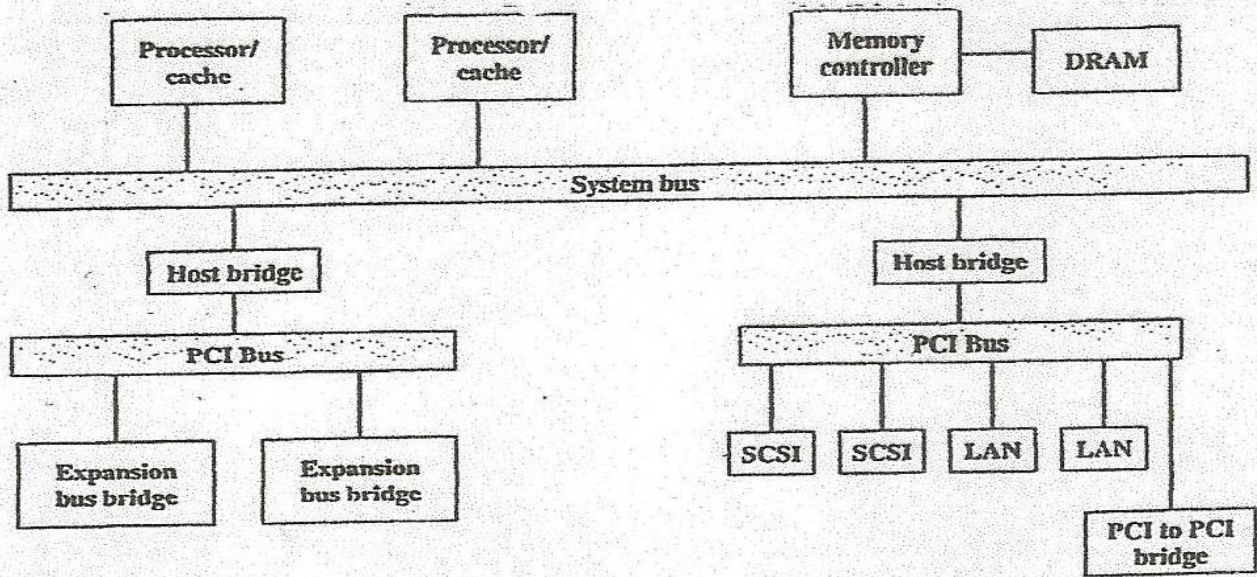 Processor/
cache
Processor/
cache
Memory
controller
DRAM
System bus
Host bridge
Host bridge
PCI Bus
PCI Bus
Expansion
bus bridge
Expansion
bus bridge
SCSI
SCSI
LAN
LAN
PCI to PCI
bridge